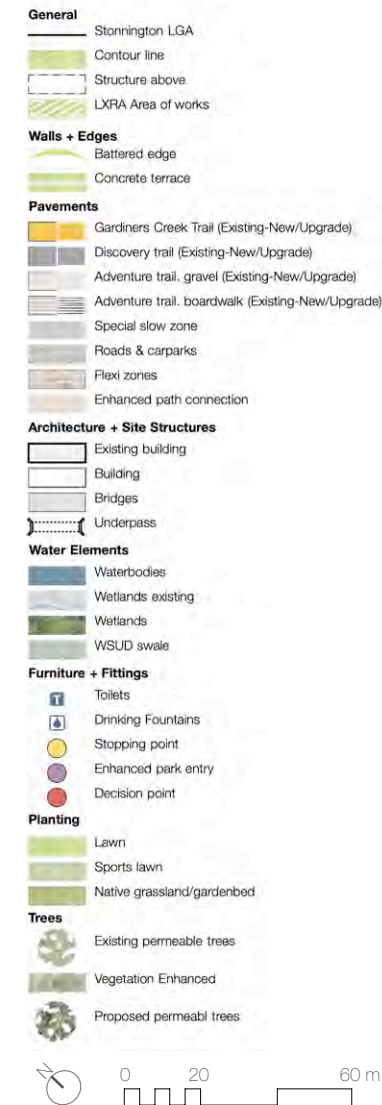 General
Stonnington LGA
Contour line
Structure above
LXRA Area of works
Walls + Edges
Battered edge
Concrete terrace
Pavements
Gardiners Creek Trail (Existing-New/Upgrade)
Discovery trail (Existing-New/Upgrade)
Adventure trail. gravel (Existing-New/Upgrade)
Adventure trail. boardwalk (Existing-New/Upgrade)
Special slow zone
Roads & carparks
Flexi zones
Enhanced path connection
Architecture + Site Structures
Existing building
Building
Bridges
Underpass
Water Elements
Waterbodies
Wetlands existing
Wetlands
WSUD swale
Furniture + Fittings
T Toilets
Drinking Fountains
Stopping point
Enhanced park entry
Decision point
Planting
Lawn
Sports lawn
Native grassland/gardenbed
Trees
Existing permeable trees
Vegetation Enhanced
Proposed permeabl trees
N 0 20 60 m